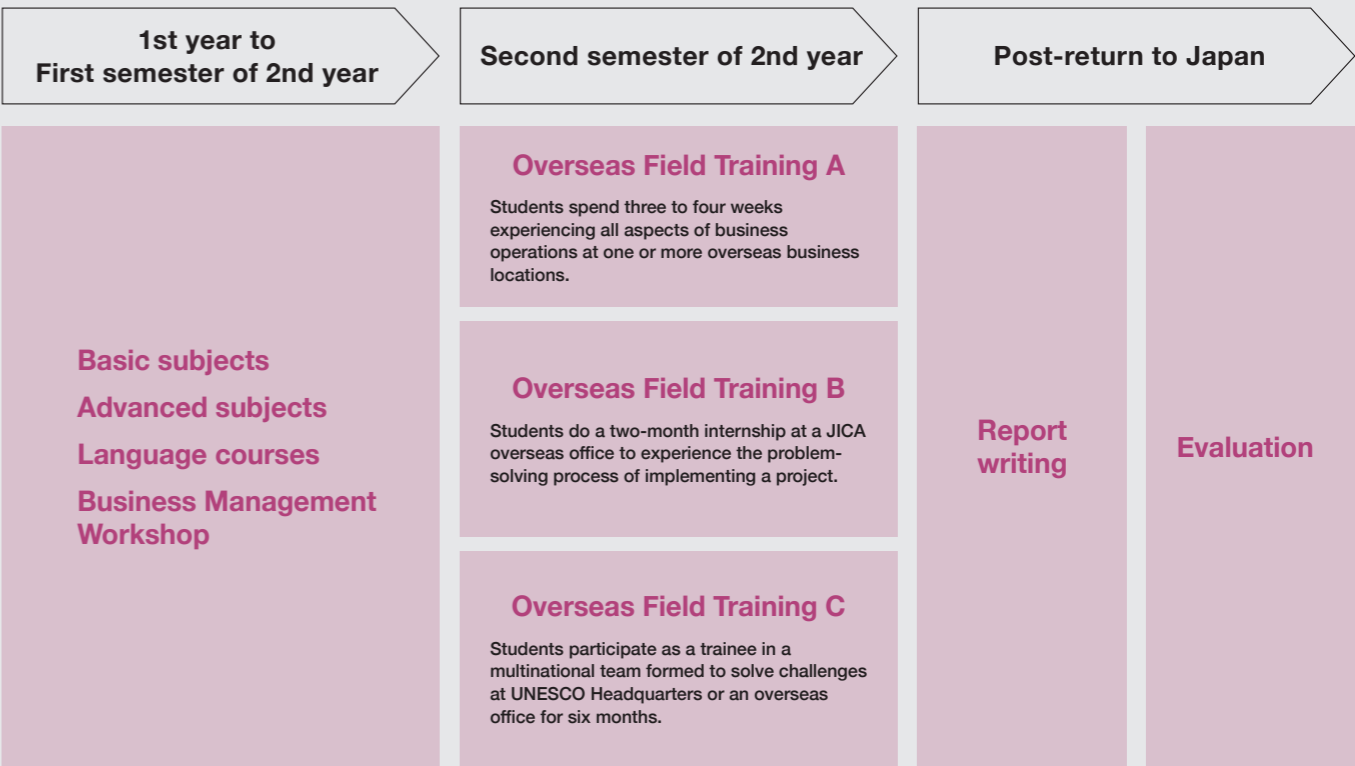 1st year to
First semester of 2nd year
Second semester of 2nd year
Post-return to Japan
Basic subjects
Advanced subjects
Language courses
Business Management
Workshop
Overseas Field Training A
Students spend three to four weeks
experiencing all aspects of business
operations at one or more overseas business
locations.
Overseas Field Training B
Students do a two-month internship at a JICA
overseas office to experience the problem-
solving process of implementing a project.
Overseas Field Training C
Students participate as a trainee in a
multinational team formed to solve challenges
at UNESCO Headquarters or an overseas
office for six months.
Report
writing
Evaluation